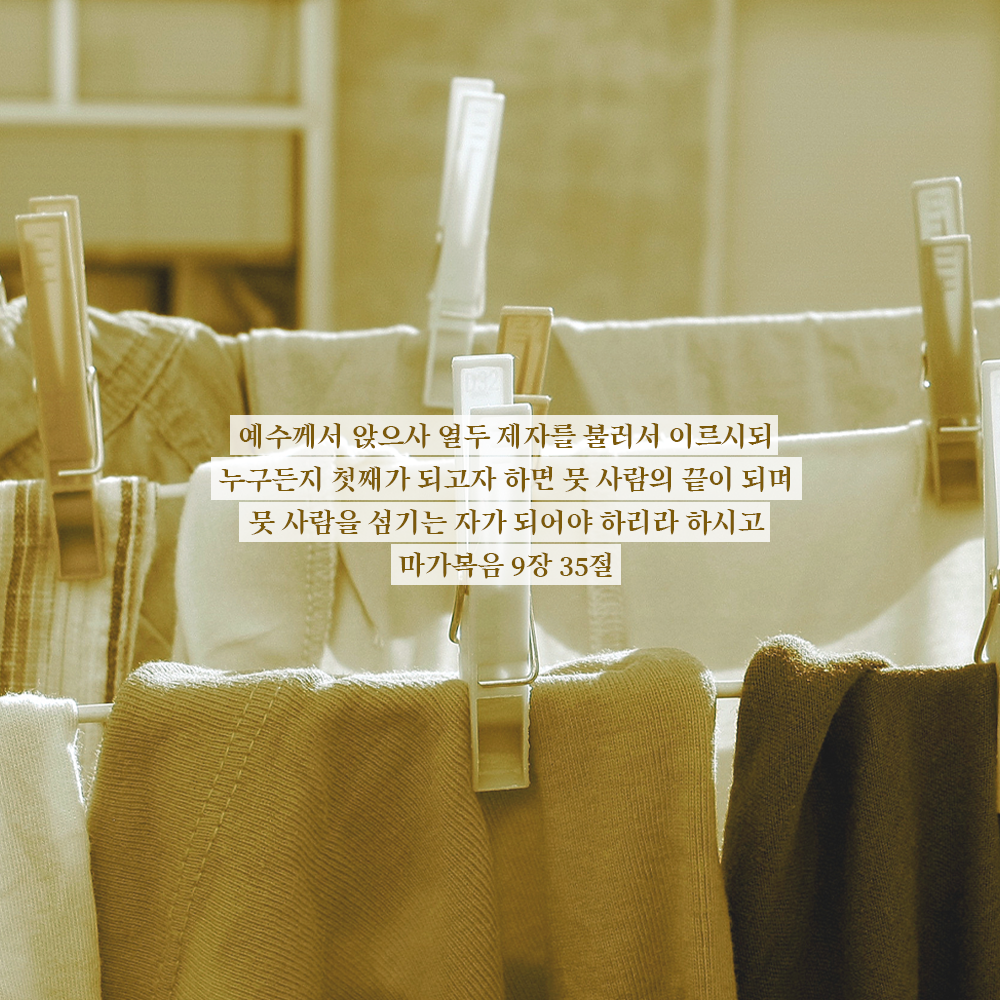 예수께서 앉으사 열두 제자를 불러서 이르시되
누구든지 첫째가 되고자 하면 뭇 사람의 끝이 되며
뭇 사람을 섬기는 자가 되어야 하리라 하시고
마가복음 9장 35절